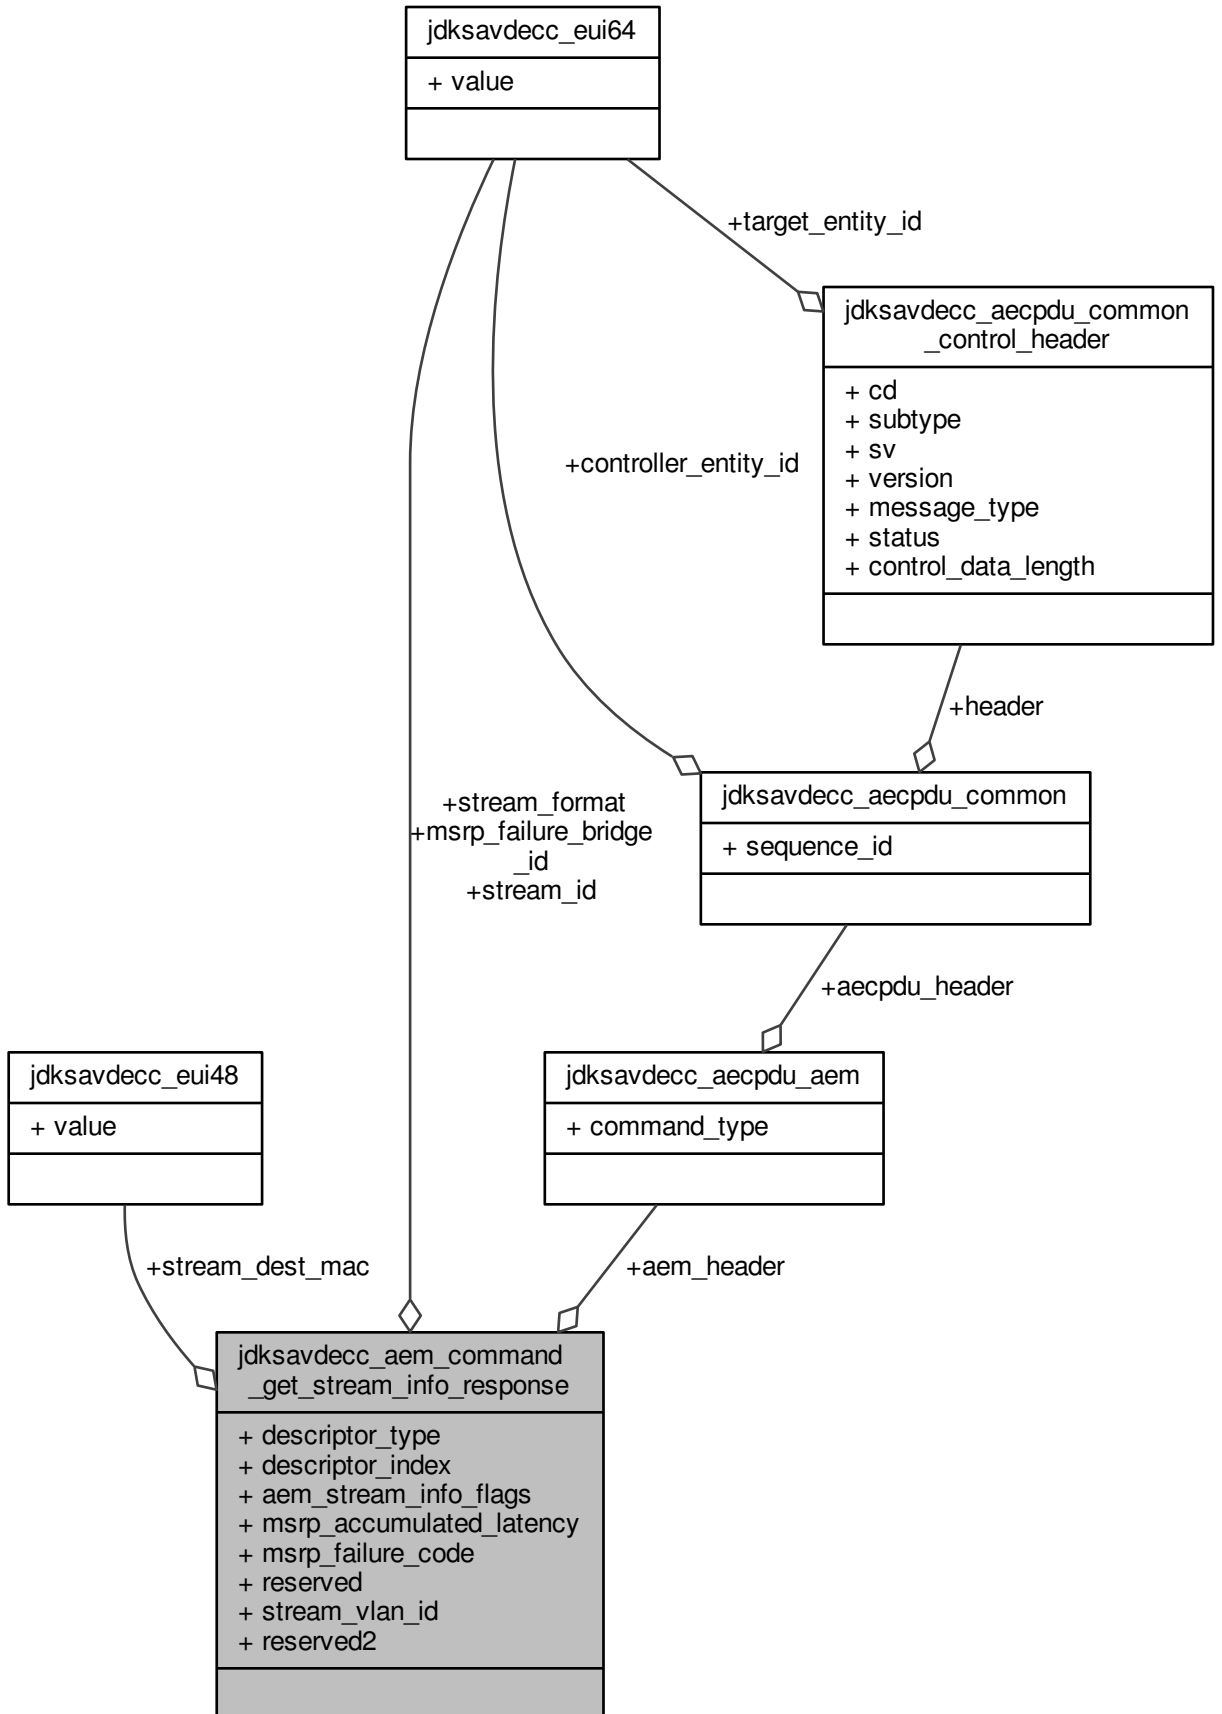 jdksavdecc_eui64
+ value
+target_entity_id
jdksavdecc_aecpdu_common
_control_header
+ cd
+ subtype
+ sv
+ version
+ message_type
+ status
+ control_data_length
+controller_entity_id
+header
+stream_format
+msrp_failure_bridge
_id
+stream_id
jdksavdecc_aecpdu_common
+ sequence_id
+aecpdu_header
jdksavdecc_eui48
+ value
jdksavdecc_aecpdu_aem
+ command_type
+stream_dest_mac
+aem_header
jdksavdecc_aem_command
_get_stream_info_response
+ descriptor_type
+ descriptor_index
+ aem_stream_info_flags
+ msrp_accumulated_latency
+ msrp_failure_code
+ reserved
+ stream_vlan_id
+ reserved2